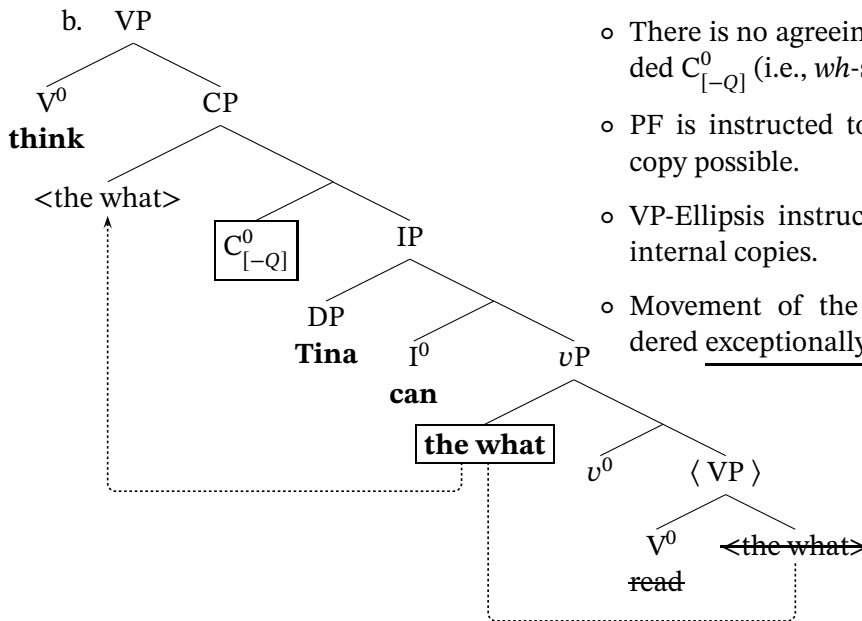 b. VP
◦ There is no agreein
ded C⁰[−Q] (i.e., wh-s
V⁰ CP
think
◦ PF is instructed to
copy possible.
<the what>
◦ VP-Ellipsis instruc
internal copies.
C⁰[−Q] IP
◦ Movement of the
dered exceptionally
DP
Tina
I⁰ vP
can
the what
v⁰ ⟨ VP ⟩
V⁰ <the what>
read